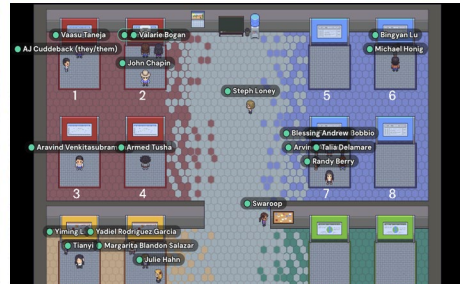 Vaasu Taneja
Valarie Bogan
Bingyan Lu
AJ Cuddeback (they/them)
Michael Honig
John Chapin
1
2
Steph Loney
5
6
Blessing Andrew Bobbio
Aravind Venkitasubram
Armed Tusha
Arvin
Talia Delamare
Randy Berry
3
4
7
8
Swaroop
Yiming L
Yadiel Rodriguez Garcia
Tianyi
Margarita Blandon Salazar
Julie Hahn